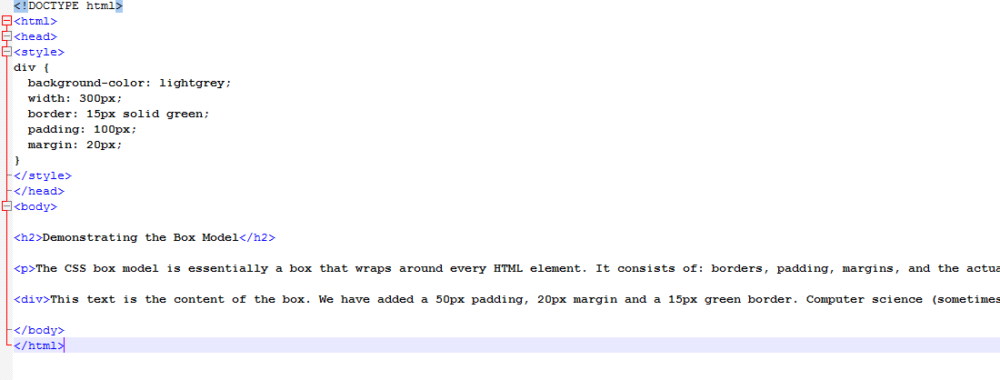 <!DOCTYPE html>
<html>
<head>
<style>
div {
  background-color: lightgrey;
  width: 300px;
  border: 15px solid green;
  padding: 100px;
  margin: 20px;
}
</style>
</head>
<body>
<h2>Demonstrating the Box Model</h2>
<p>The CSS box model is essentially a box that wraps around every HTML element. It consists of: borders, padding, margins, and the actua
<div>This text is the content of the box. We have added a 50px padding, 20px margin and a 15px green border. Computer science (sometimes
</body>
</html>